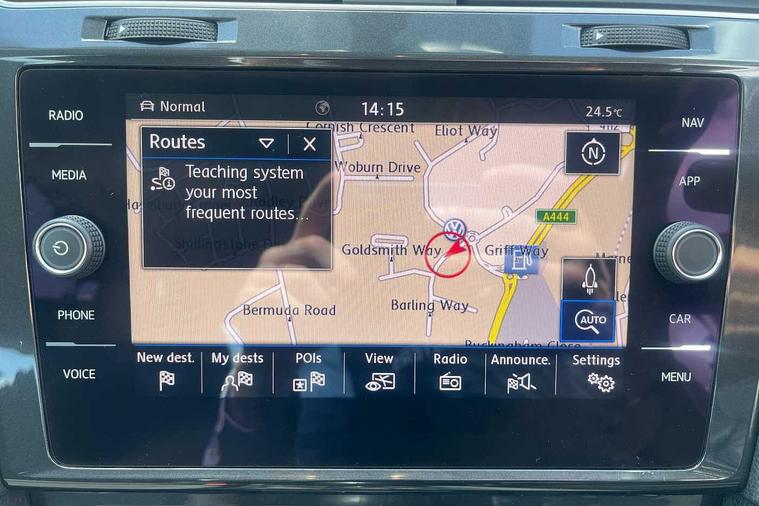 RADIO
MEDIA
PHONE
VOICE
Normal
14:15
24.5°C
Routes
X
Teaching system
your most
frequent routes...
Cornish Crescent
Eliot Way
Woburn Drive
N
A444
Goldsmith Way
Griff Way
Bermuda Road
Barling Way
AUTO
Buckingham Close
New dest.
My dests
POIs
View
Radio
Announce.
Settings
NAV
APP
CAR
MENU